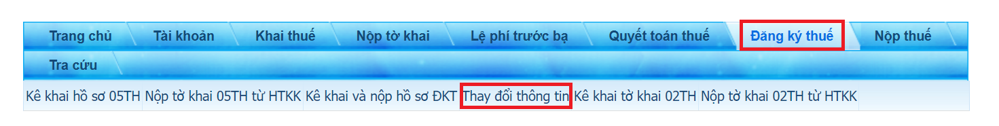 Trang chủ Tài khoản Khai thuế Nộp tờ khai Lệ phí trước bạ Quyết toán thuế Đăng ký thuế Nộp thuế
Tra cứu
Kê khai hồ sơ 05TH Nộp tờ khai 05TH từ HTKK Kê khai và nộp hồ sơ ĐKT Thay đổi thông tin Kê khai tờ khai 02TH Nộp tờ khai 02TH từ HTKK